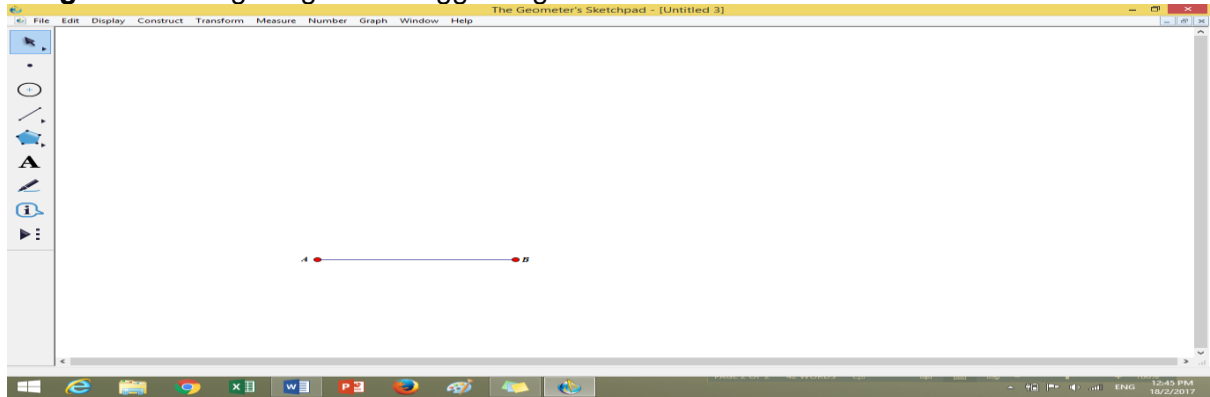 The Geometer's Sketchpad - [Untitled 3]
File Edit Display Construct Transform Measure Number Graph Window Help
A
A B
ENG 12:45 PM
18/2/2017